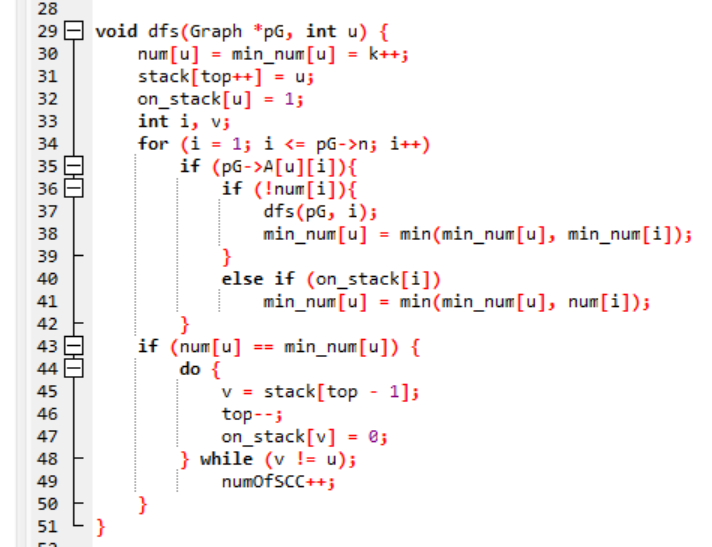 28
29 void dfs(Graph *pG, int u) {
30     num[u] = min_num[u] = k++;
31     stack[top++] = u;
32     on_stack[u] = 1;
33     int i, v;
34     for (i = 1; i <= pG->n; i++)
35         if (pG->A[u][i]){
36             if (!num[i]){
37                 dfs(pG, i);
38                 min_num[u] = min(min_num[u], min_num[i]);
39             }
40             else if (on_stack[i])
41                 min_num[u] = min(min_num[u], num[i]);
42         }
43     if (num[u] == min_num[u]) {
44         do {
45             v = stack[top - 1];
46             top--;
47             on_stack[v] = 0;
48         } while (v != u);
49             numOfSCC++;
50     }
51 }